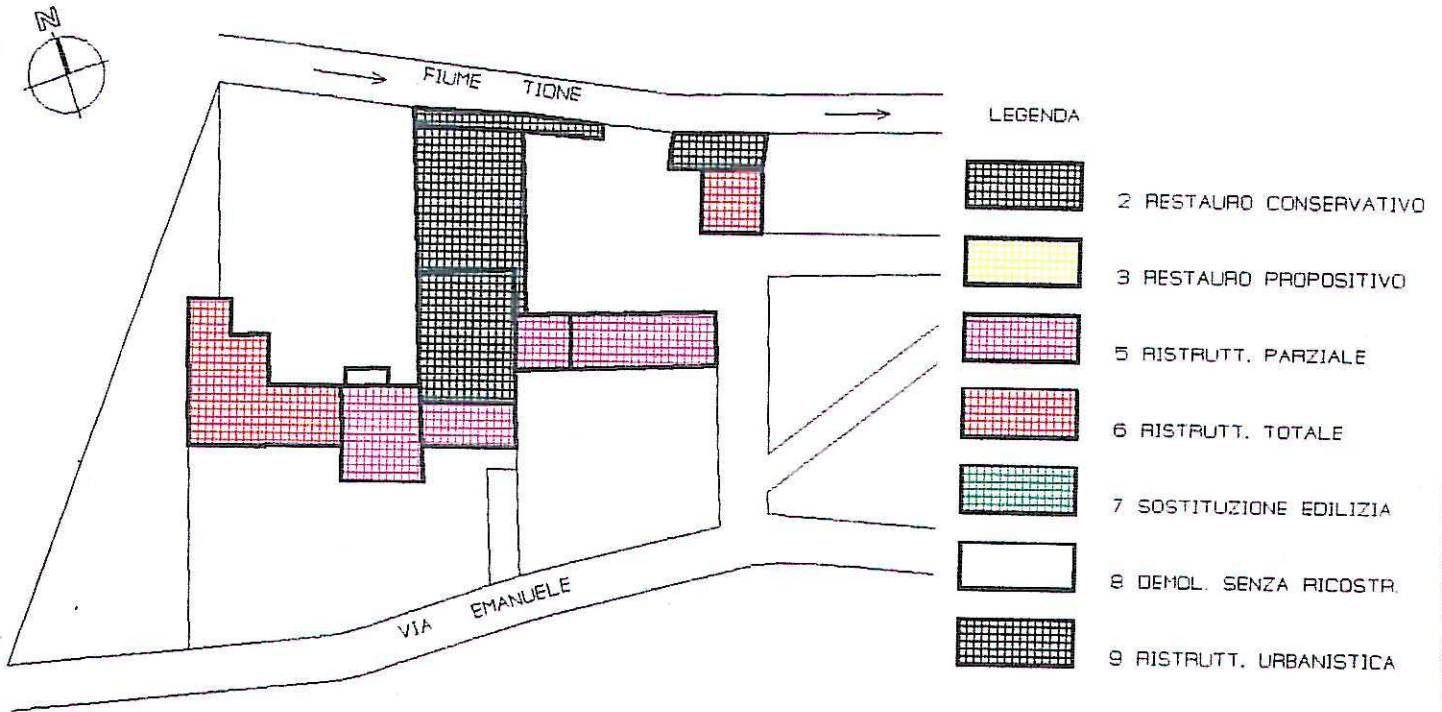 N
FIUME TIONE
LEGENDA
2 RESTAURO CONSERVATIVO
3 RESTAURO PROPOSITIVO
5 RISTRUTT. PARZIALE
6 RISTRUTT. TOTALE
7 SOSTITUZIONE EDILIZIA
8 DEMOL. SENZA RICOSTR.
9 RISTRUTT. URBANISTICA
VIA EMANUELE